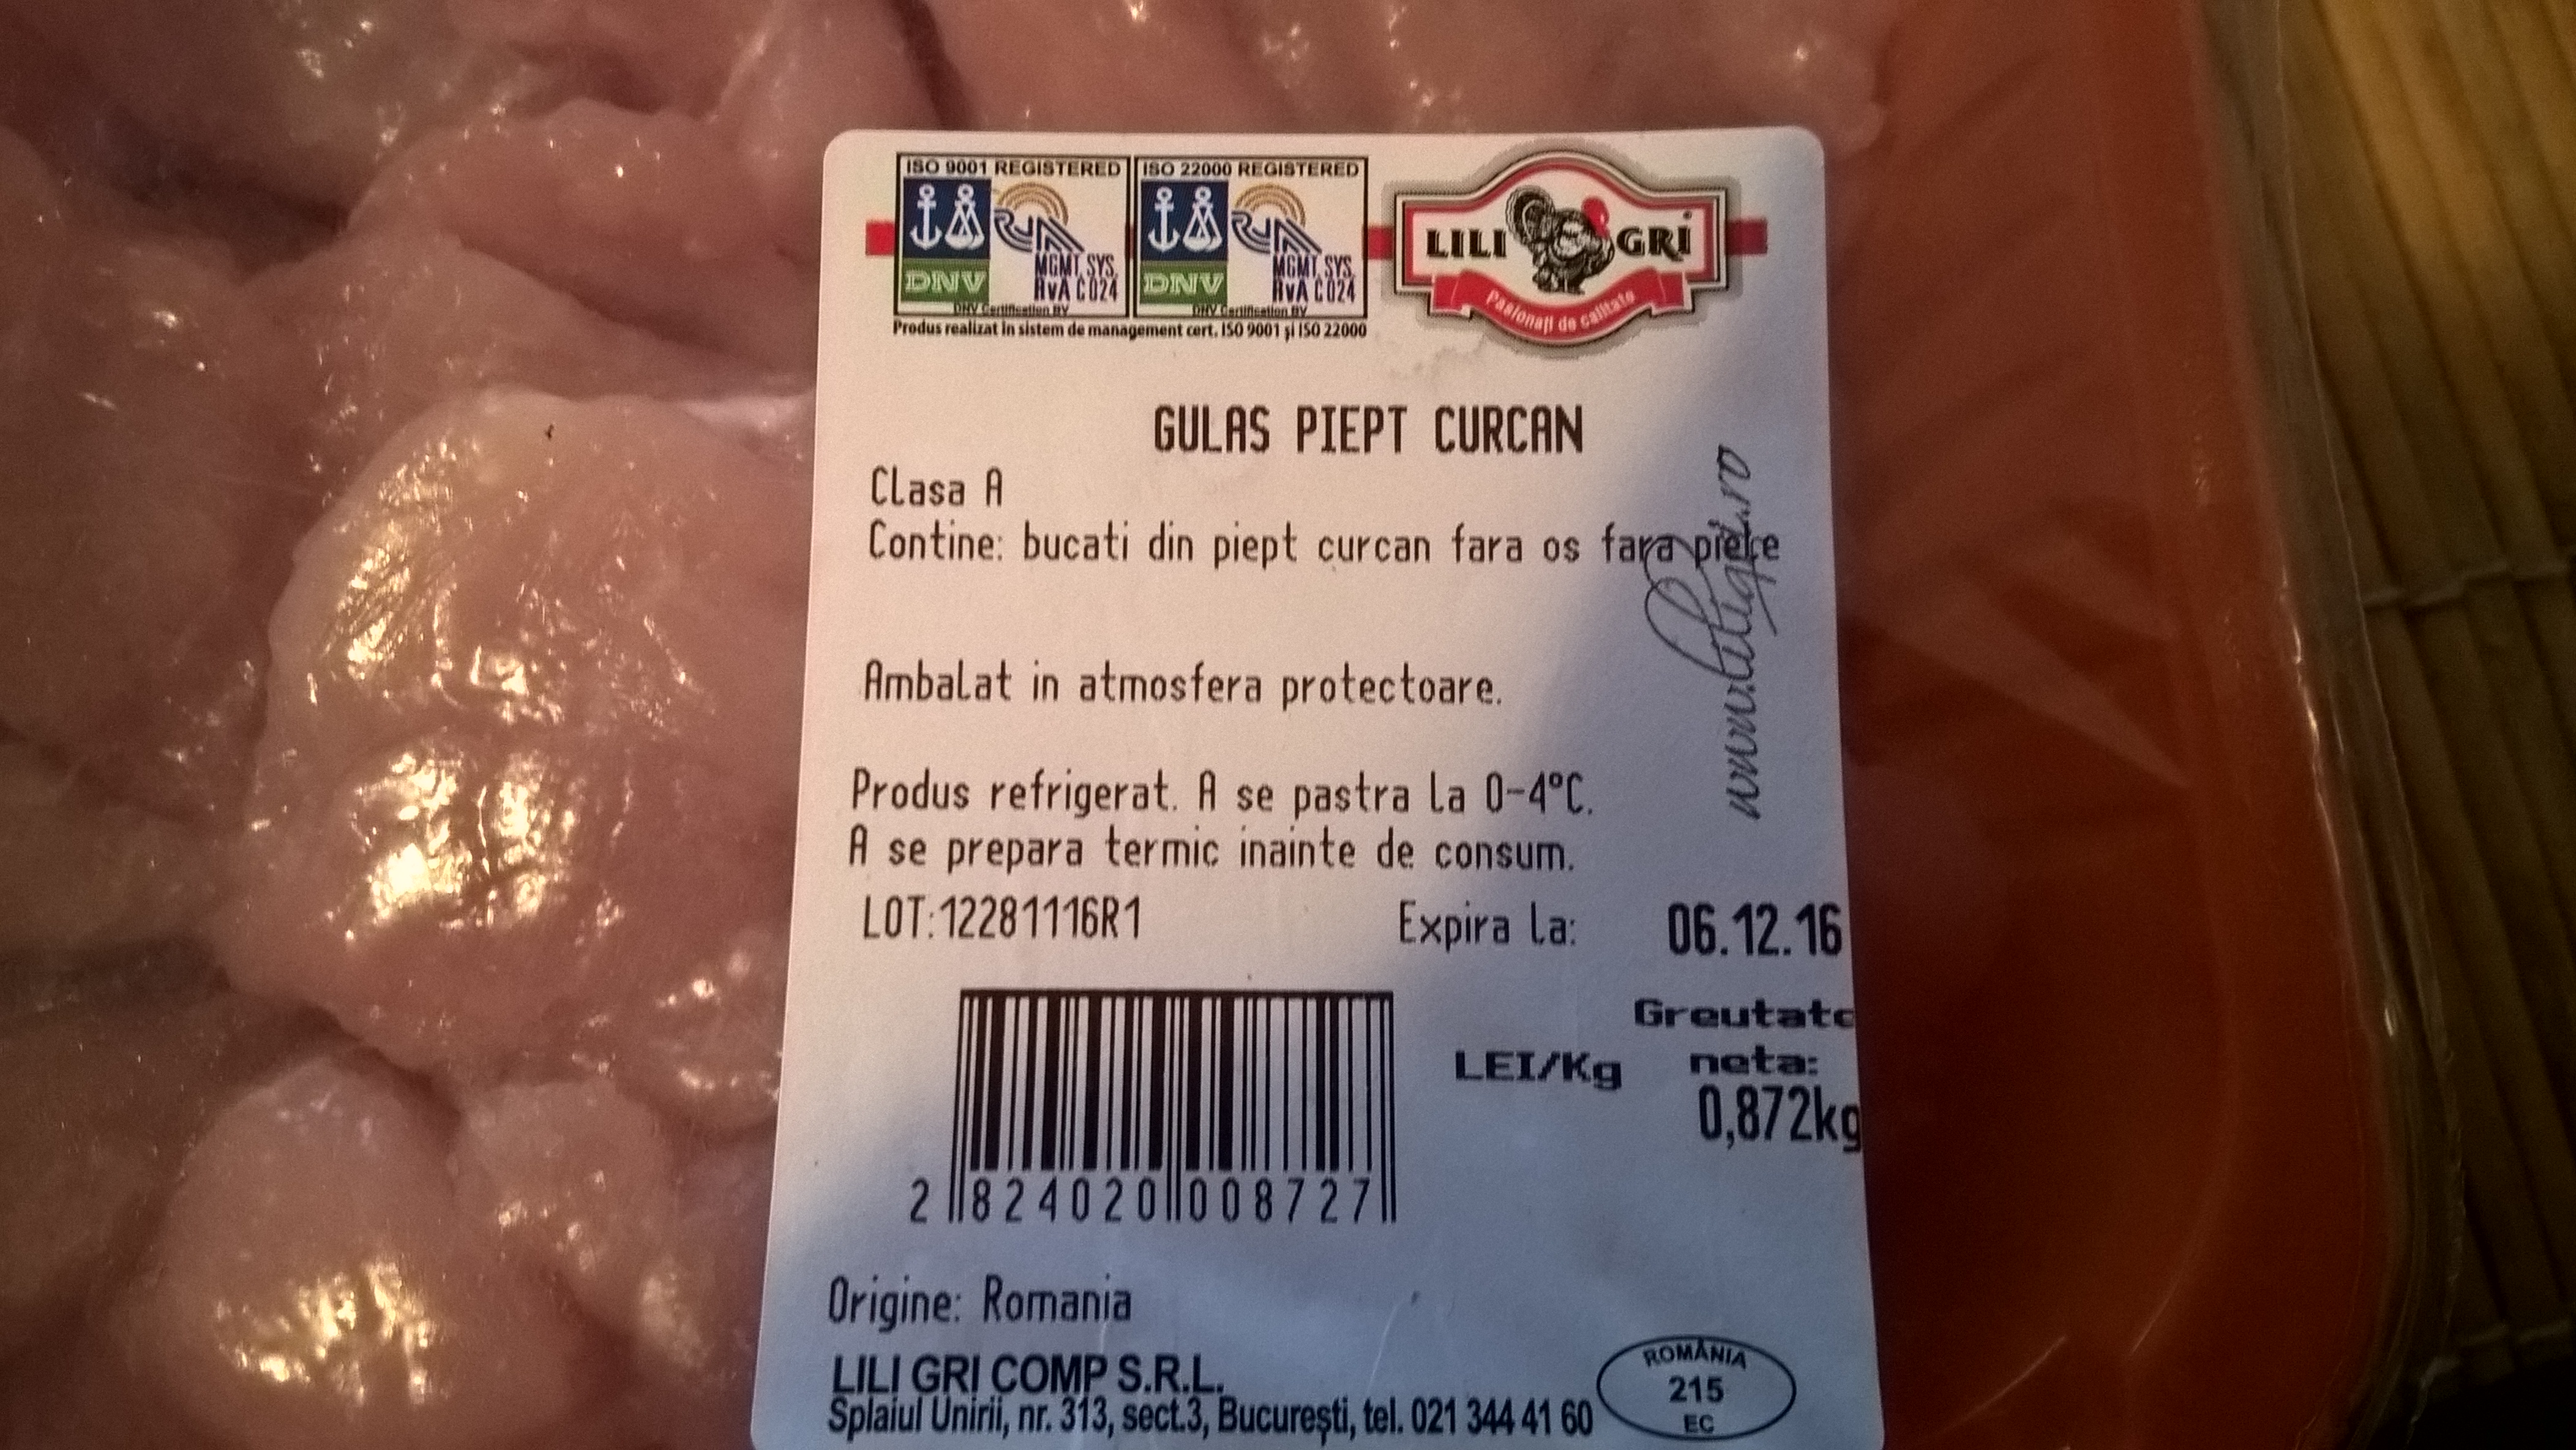 ISO 9001 REGISTERED
DNV
MGMT. SYS.
RvA C 024
DNV Certification BV
ISO 22000 REGISTERED
DNV
MGMT. SYS.
RvA C 024
DNV Certification BV
Produs realizat în sistem de management cert. ISO 9001 și ISO 22000
LILI GRI®
Pasionați de calitate
GULAS PIEPT CURCAN
Clasa A
Contine: bucati din piept curcan fara os fara piele
www.liligri.ro
Ambalat in atmosfera protectoare.
Produs refrigerat. A se pastra la 0-4°C.
A se prepara termic inainte de consum.
LOT:12281116R1 Expira la: 06.12.16
Greutate
LEI/Kg neta:
0,872kg
2 824020 008727
Origine: Romania
LILI GRI COMP S.R.L.
Splaiul Unirii, nr. 313, sect.3, București, tel. 021 344 41 60
ROMÂNIA
215
EC